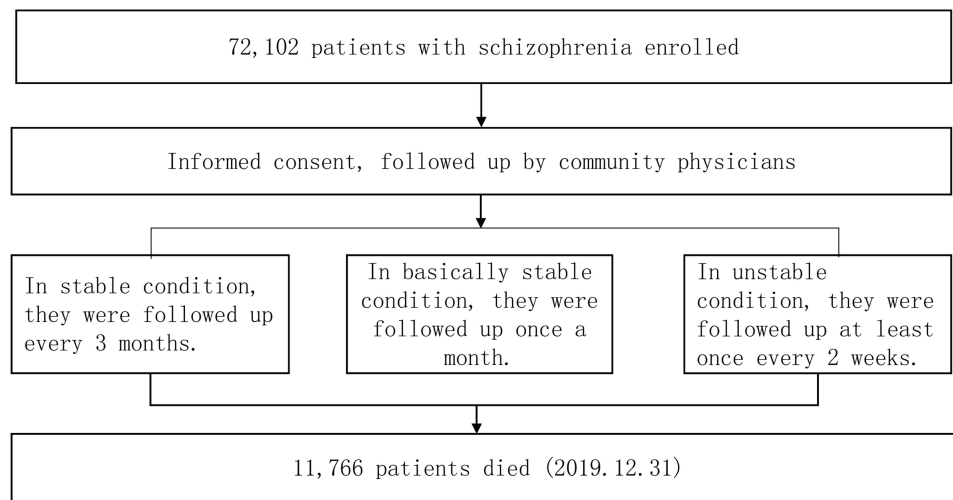 72,102 patients with schizophrenia enrolled
Informed consent, followed up by community physicians
In stable condition,
they were followed up
every 3 months.
In basically stable
condition, they were
followed up once a
month.
In unstable
condition, they were
followed up at least
once every 2 weeks.
11,766 patients died (2019.12.31)